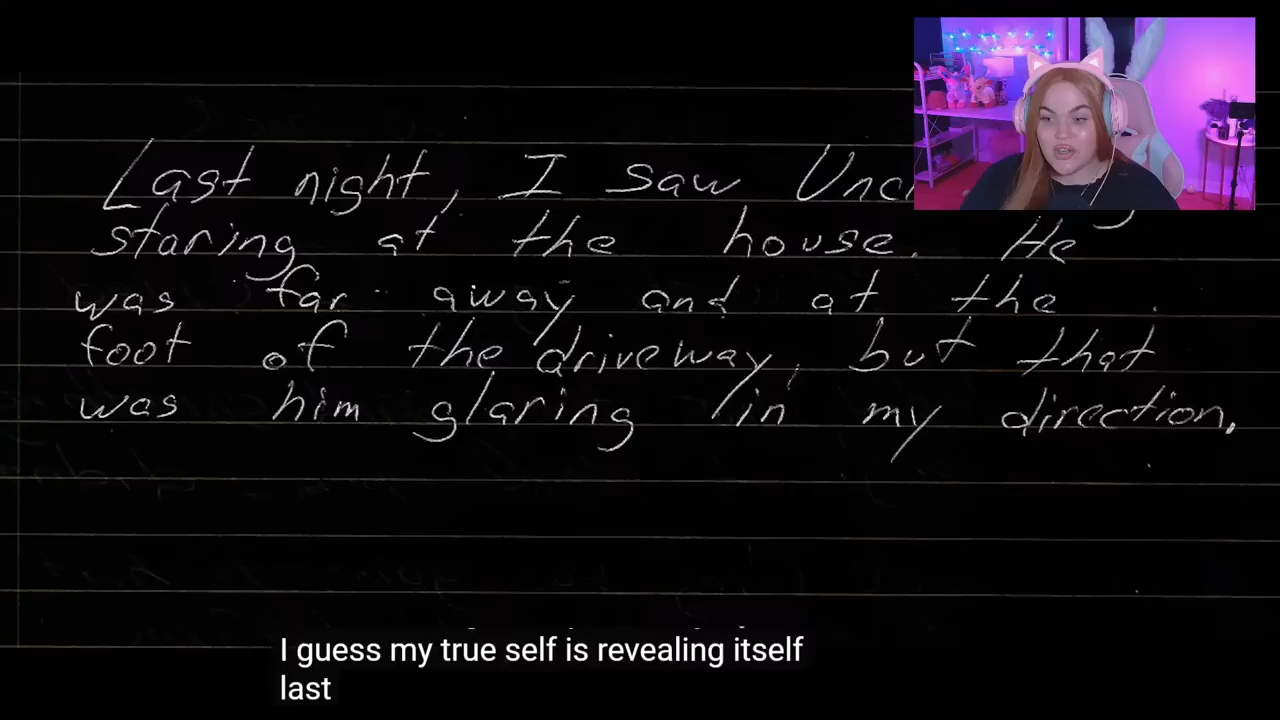 Last night, I saw
staring at the house. He
was far away and at the
foot of the driveway, but that
was him glaring in my direction.
I guess my true self is revealing itself
last